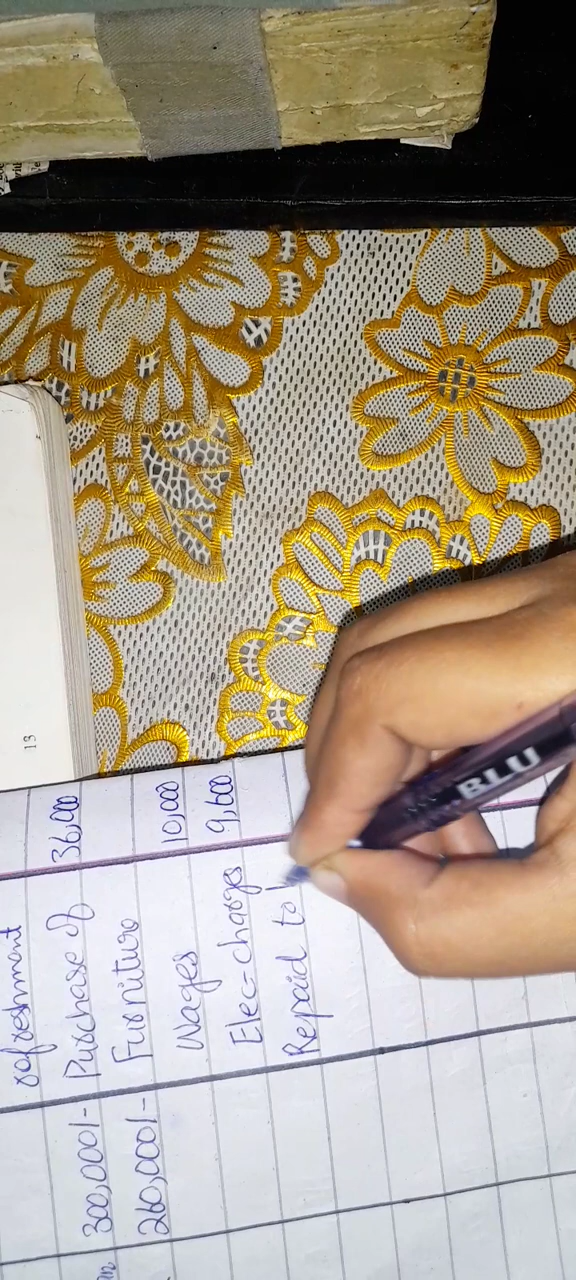 refreshment
300,000/- Purchase of 36,000
260,000/- Furniture
Wages 10,000
Elec-charges 9,600
Repaid to
BLU
13